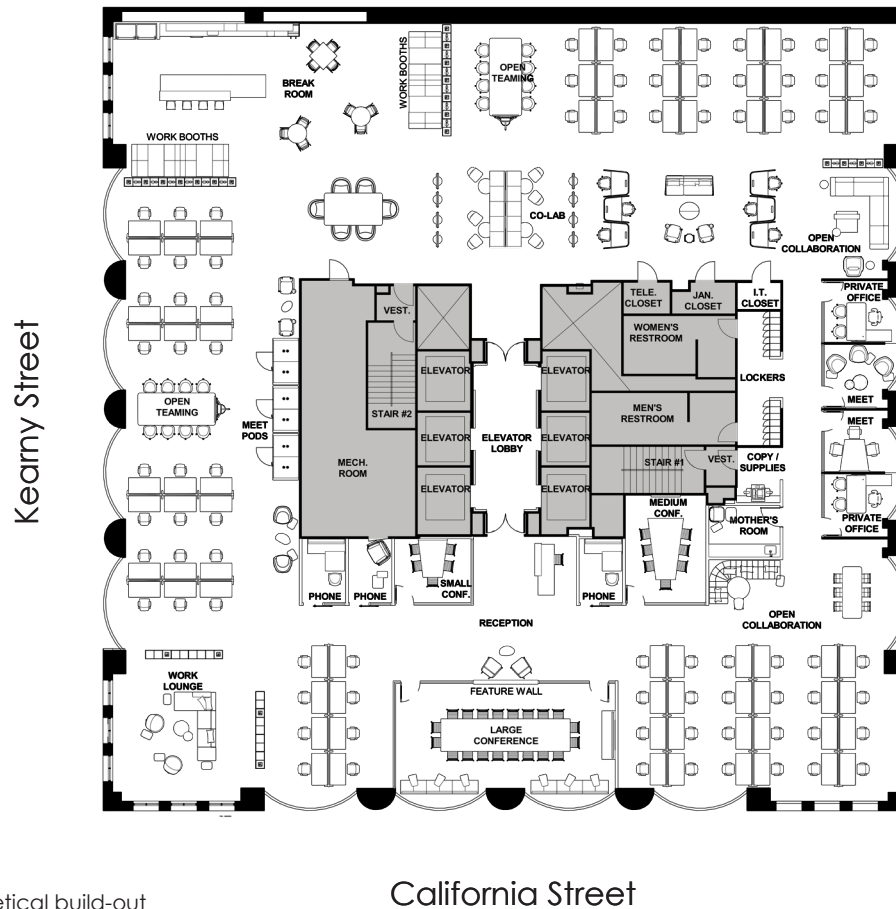 BREAK
ROOM
WORK BOOTHS
OPEN
TEAMING
WORK BOOTHS
CO-LAB
OPEN
COLLABORATION
VEST.
TELE.
CLOSET
JAN.
CLOSET
I.T.
CLOSET
PRIVATE
OFFICE
WOMEN'S
RESTROOM
ELEVATOR
ELEVATOR
LOCKERS
MEET
OPEN
TEAMING
STAIR #2
MEN'S
RESTROOM
MEET
MEET
PODS
ELEVATOR
ELEVATOR
LOBBY
ELEVATOR
MECH.
ROOM
STAIR #1
VEST.
COPY /
SUPPLIES
ELEVATOR
ELEVATOR
MEDIUM
CONF.
MOTHER'S
ROOM
PRIVATE
OFFICE
PHONE
PHONE
SMALL
CONF.
PHONE
RECEPTION
OPEN
COLLABORATION
WORK
LOUNGE
FEATURE WALL
LARGE
CONFERENCE
Kearny Street
California Street
etical build-out